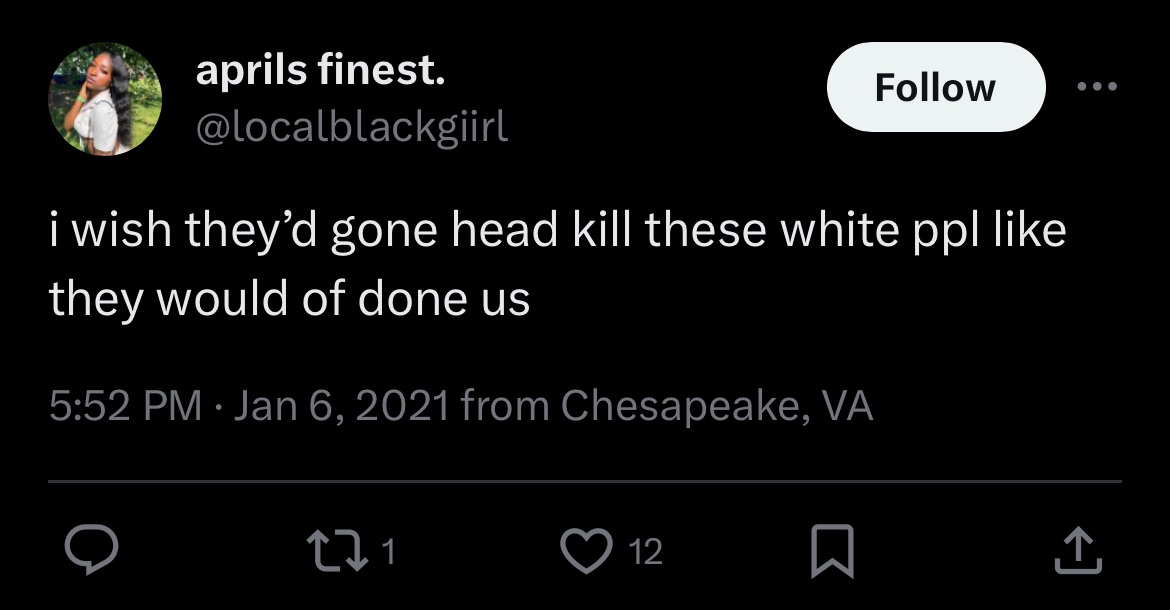 aprils finest.
Follow
@localblackgiirl
i wish they’d gone head kill these white ppl like
they would of done us
5:52 PM · Jan 6, 2021 from Chesapeake, VA
1
12